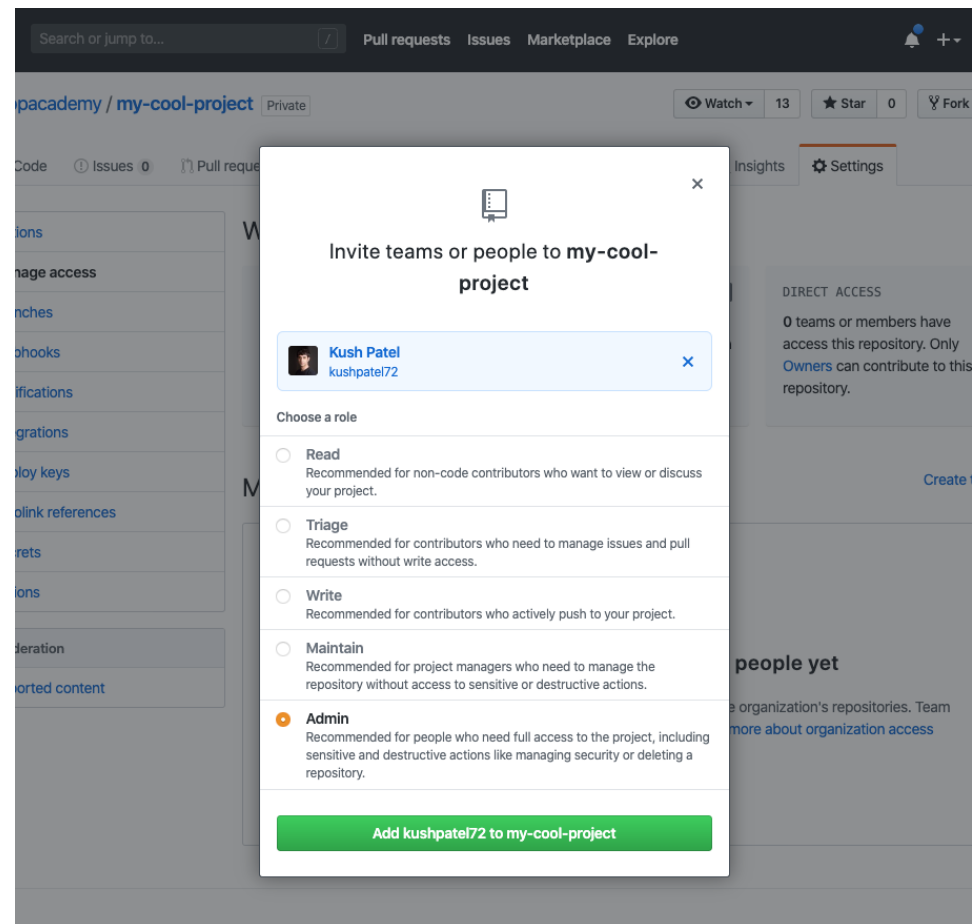 Search or jump to... / Pull requests Issues Marketplace Explore
ppacademy / my-cool-project Private Watch 13 Star 0 Fork
Code Issues 0 Pull reque Insights Settings
Invite teams or people to my-cool-
project
Kush Patel
kushpatel72
Choose a role
Read
Recommended for non-code contributors who want to view or discuss
your project.
Triage
Recommended for contributors who need to manage issues and pull
requests without write access.
Write
Recommended for contributors who actively push to your project.
Maintain
Recommended for project managers who need to manage the
repository without access to sensitive or destructive actions.
Admin
Recommended for people who need full access to the project, including
sensitive and destructive actions like managing security or deleting a
repository.
Add kushpatel72 to my-cool-project
ions
nage access
nches
ohooks
ifications
grations
loy keys
olink references
rets
ions
deration
orted content
W
M
DIRECT ACCESS
0 teams or members have
access this repository. Only
Owners can contribute to this
repository.
Create t
people yet
e organization's repositories. Team
more about organization access